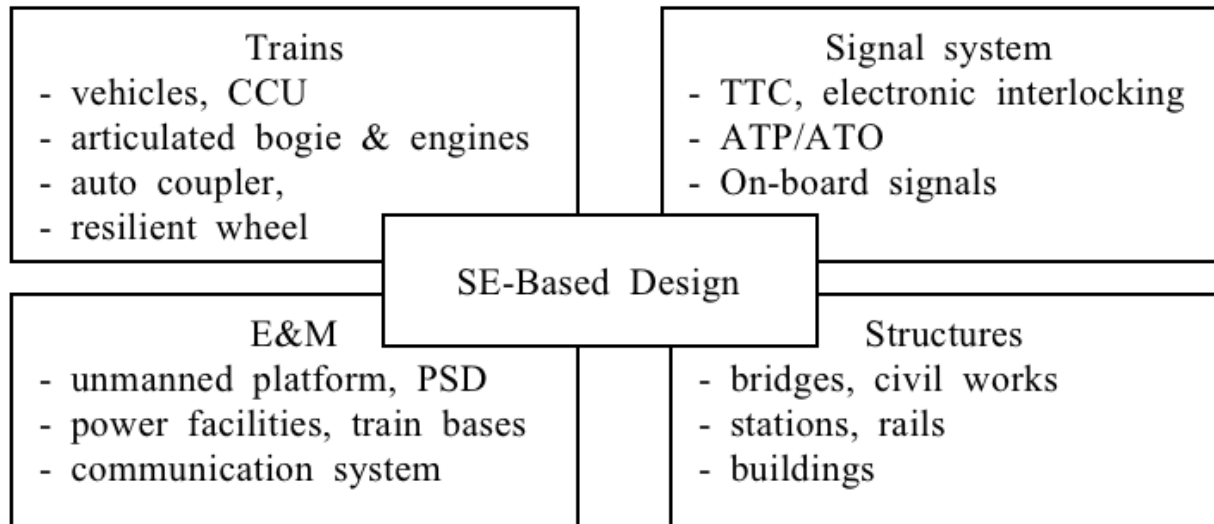 Trains
- vehicles, CCU
- articulated bogie & engines
- auto coupler,
- resilient wheel
Signal system
- TTC, electronic interlocking
- ATP/ATO
- On-board signals
SE-Based Design
E&M
- unmanned platform, PSD
- power facilities, train bases
- communication system
Structures
- bridges, civil works
- stations, rails
- buildings